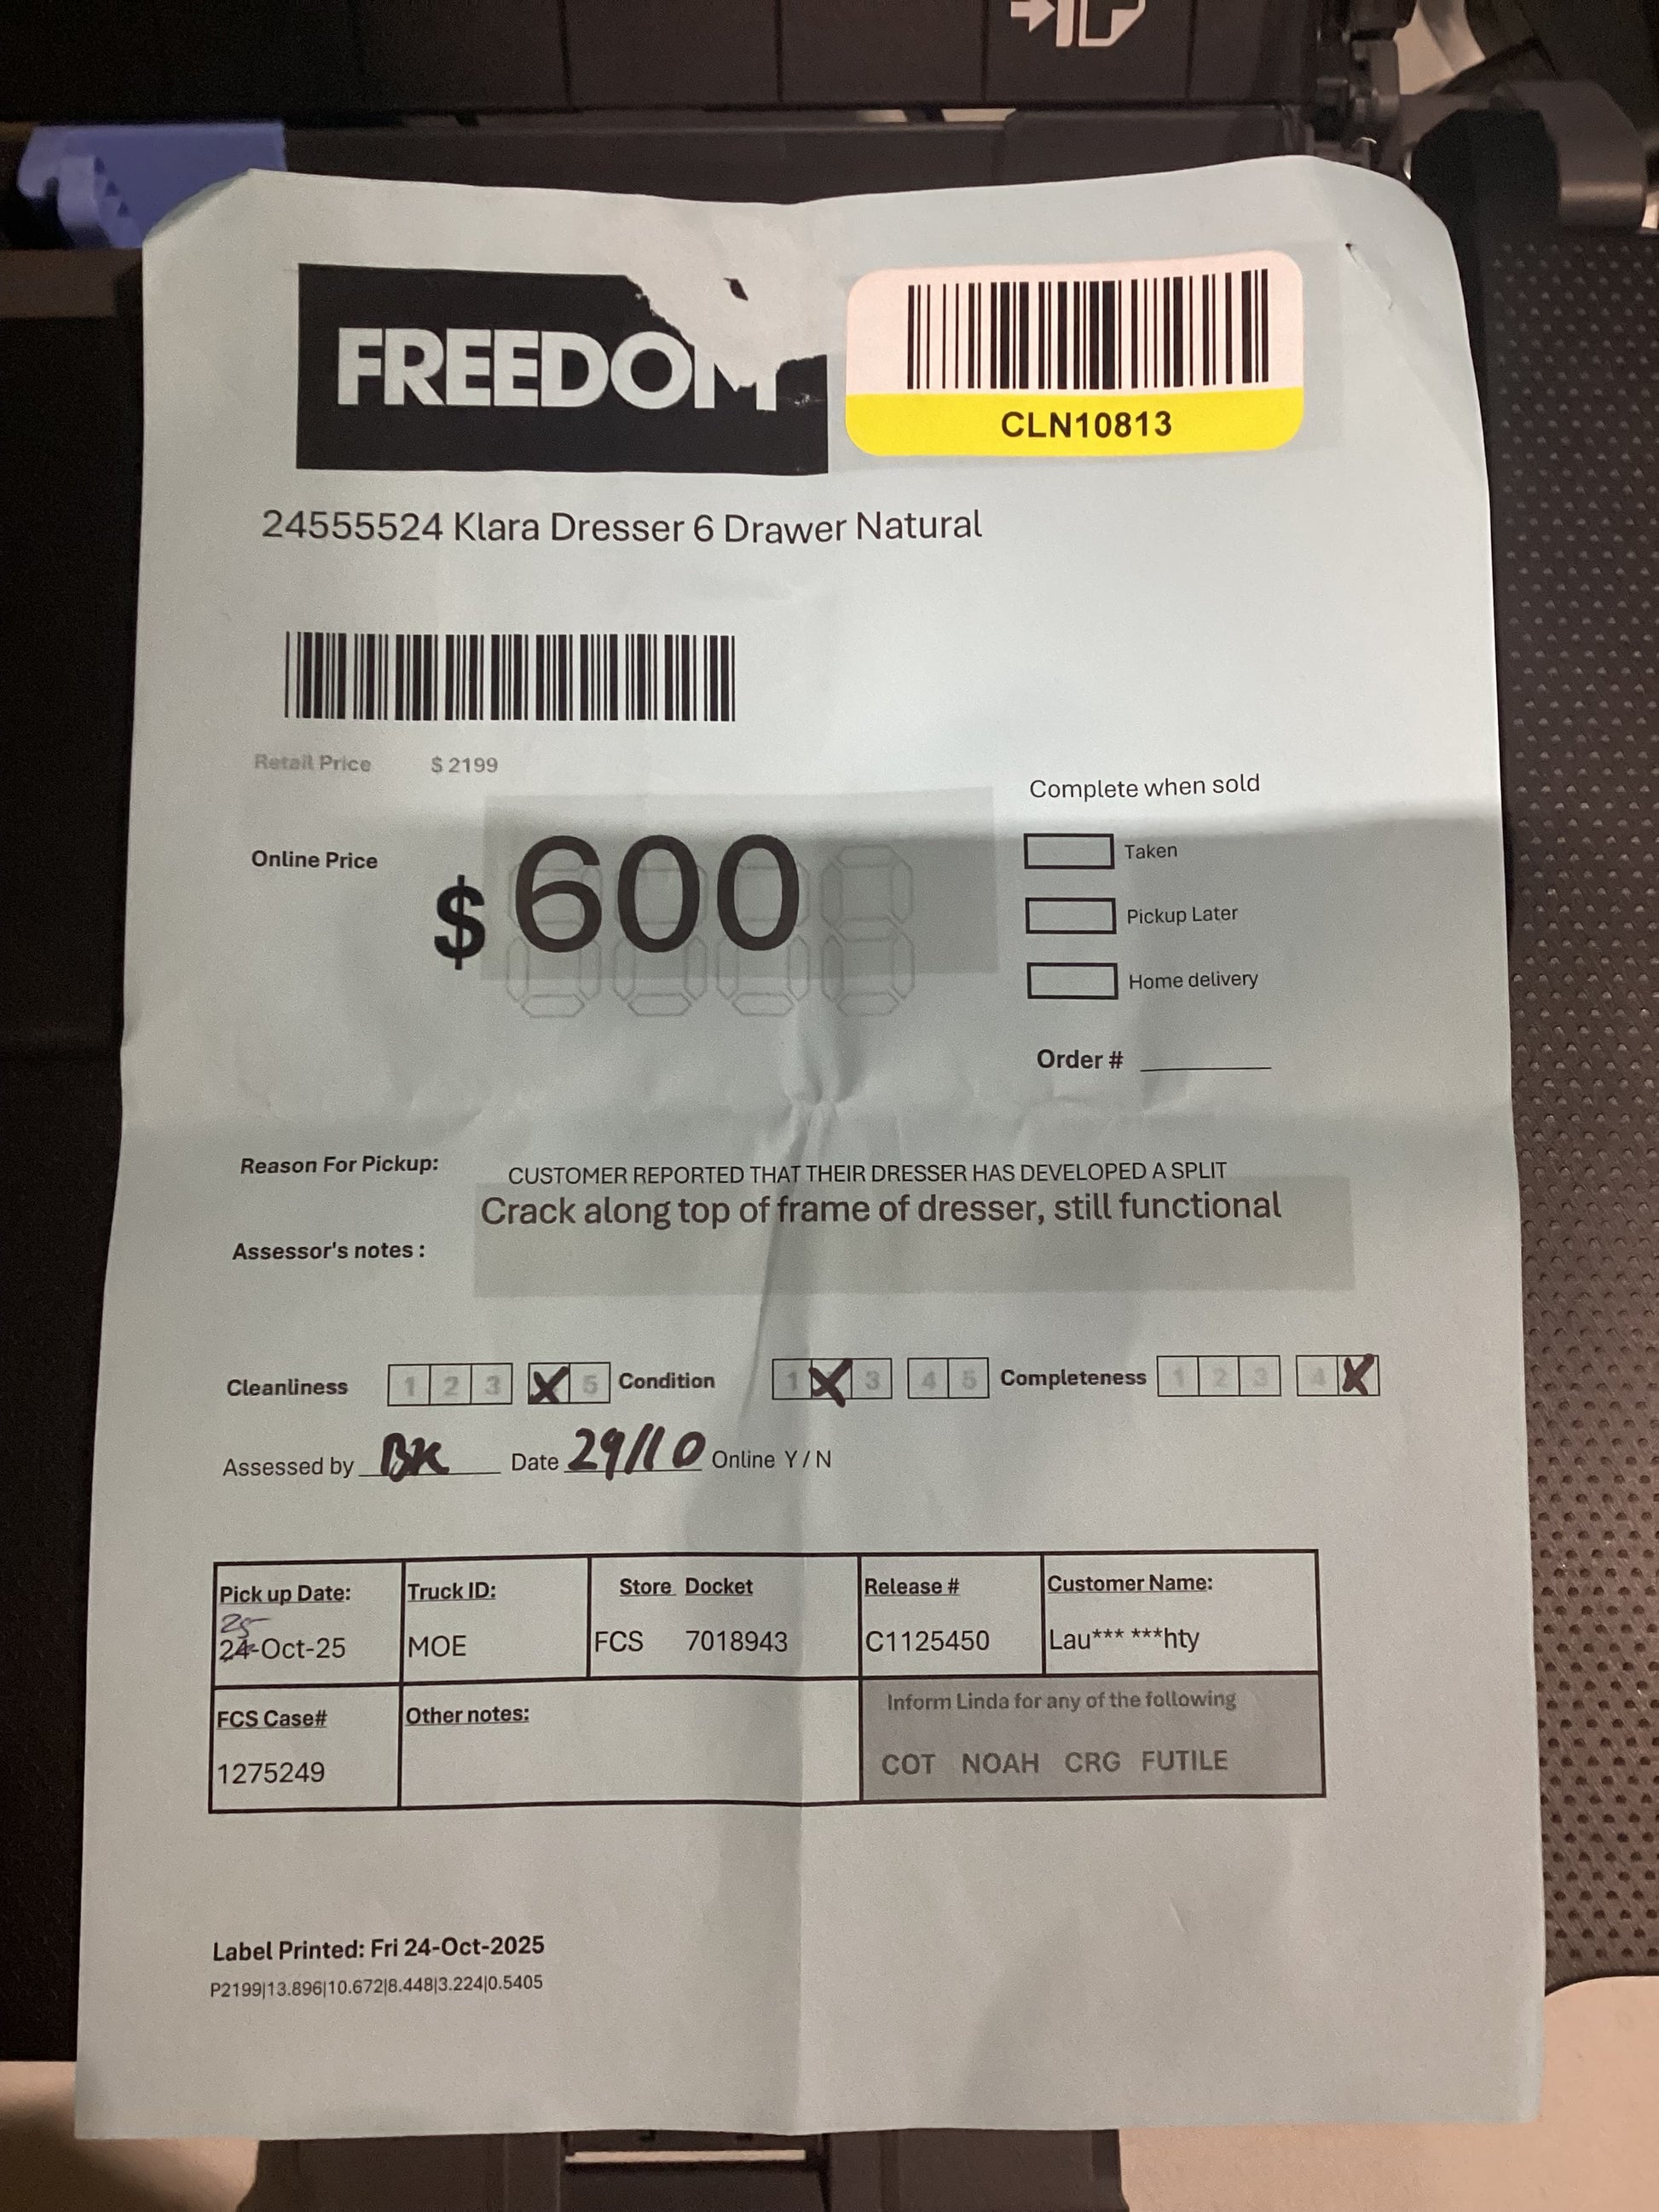 FREEDOM
CLN10813
24555524 Klara Dresser 6 Drawer Natural
Retail Price $ 2199
Complete when sold
Online Price $ 600
Taken
Pickup Later
Home delivery
Order #
Reason For Pickup: CUSTOMER REPORTED THAT THEIR DRESSER HAS DEVELOPED A SPLIT
Crack along top of frame of dresser, still functional
Assessor's notes :
Cleanliness 1 2 3 X 5 Condition 1 X 3 4 5 Completeness 1 2 3 4 X
Assessed by BK Date 29/10 Online Y / N
Pick up Date: Truck ID: Store Docket Release # Customer Name:
25
24-Oct-25 MOE FCS 7018943 C1125450 Lau*** ***hty
FCS Case# Other notes: Inform Linda for any of the following
1275249 COT NOAH CRG FUTILE
Label Printed: Fri 24-Oct-2025
P2199|13.896|10.672|8.448|3.224|0.5405